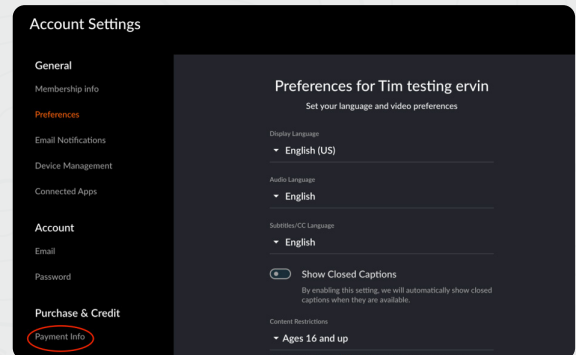 Account Settings
General
Membership info
Preferences
Email Notifications
Device Management
Connected Apps
Account
Email
Password
Purchase & Credit
Payment Info
Preferences for Tim testing ervin
Set your language and video preferences
Display Language
English (US)
Audio Language
English
Subtitles/CC Language
English
Show Closed Captions
By enabling this setting, we will automatically show closed
captions when they are available.
Content Restrictions
Ages 16 and up